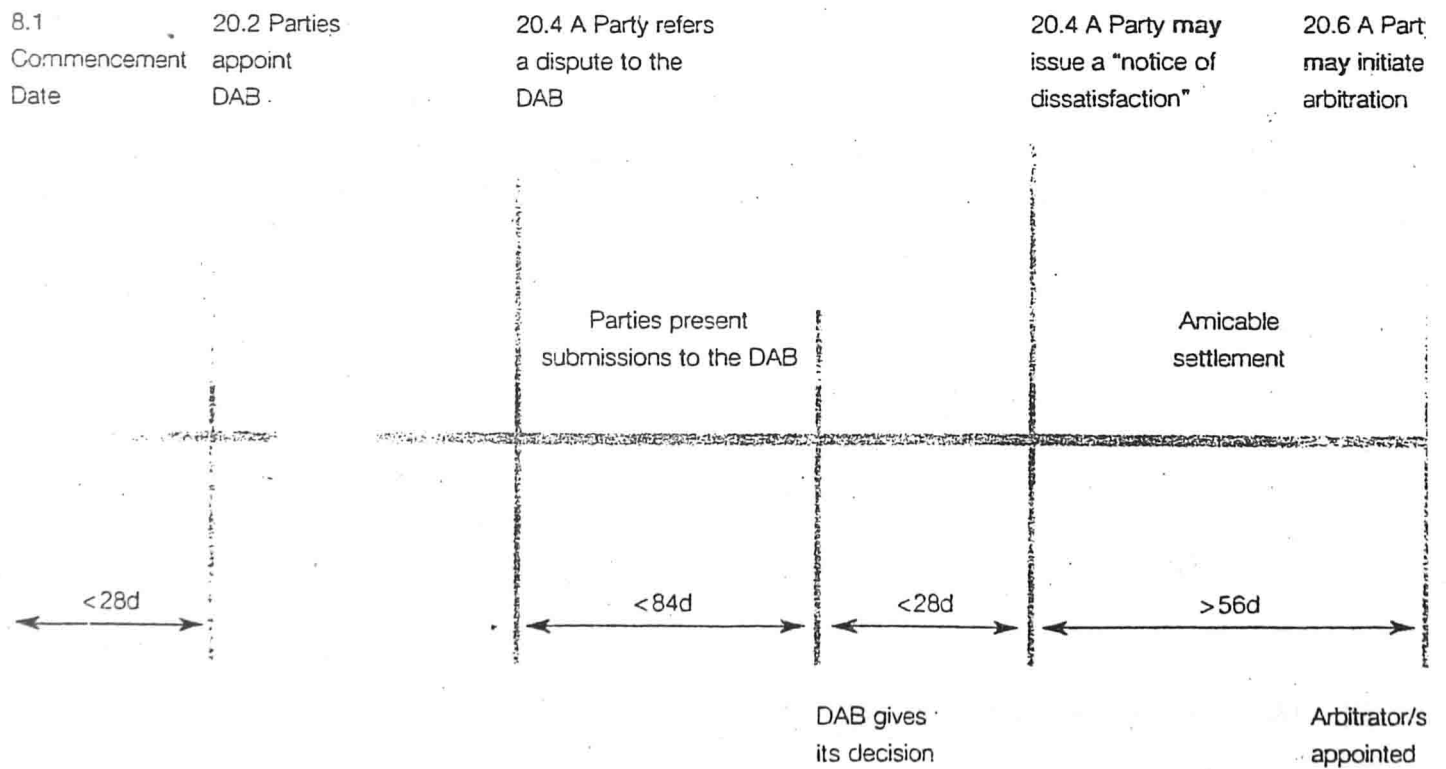 8.1
Commencement
Date
20.2 Parties
appoint
DAB
20.4 A Party refers
a dispute to the
DAB
20.4 A Party may
issue a "notice of
dissatisfaction"
20.6 A Part
may initiate
arbitration
Parties present
submissions to the DAB
Amicable
settlement
<28d
<84d
<28d
>56d
DAB gives
its decision
Arbitrator/s
appointed